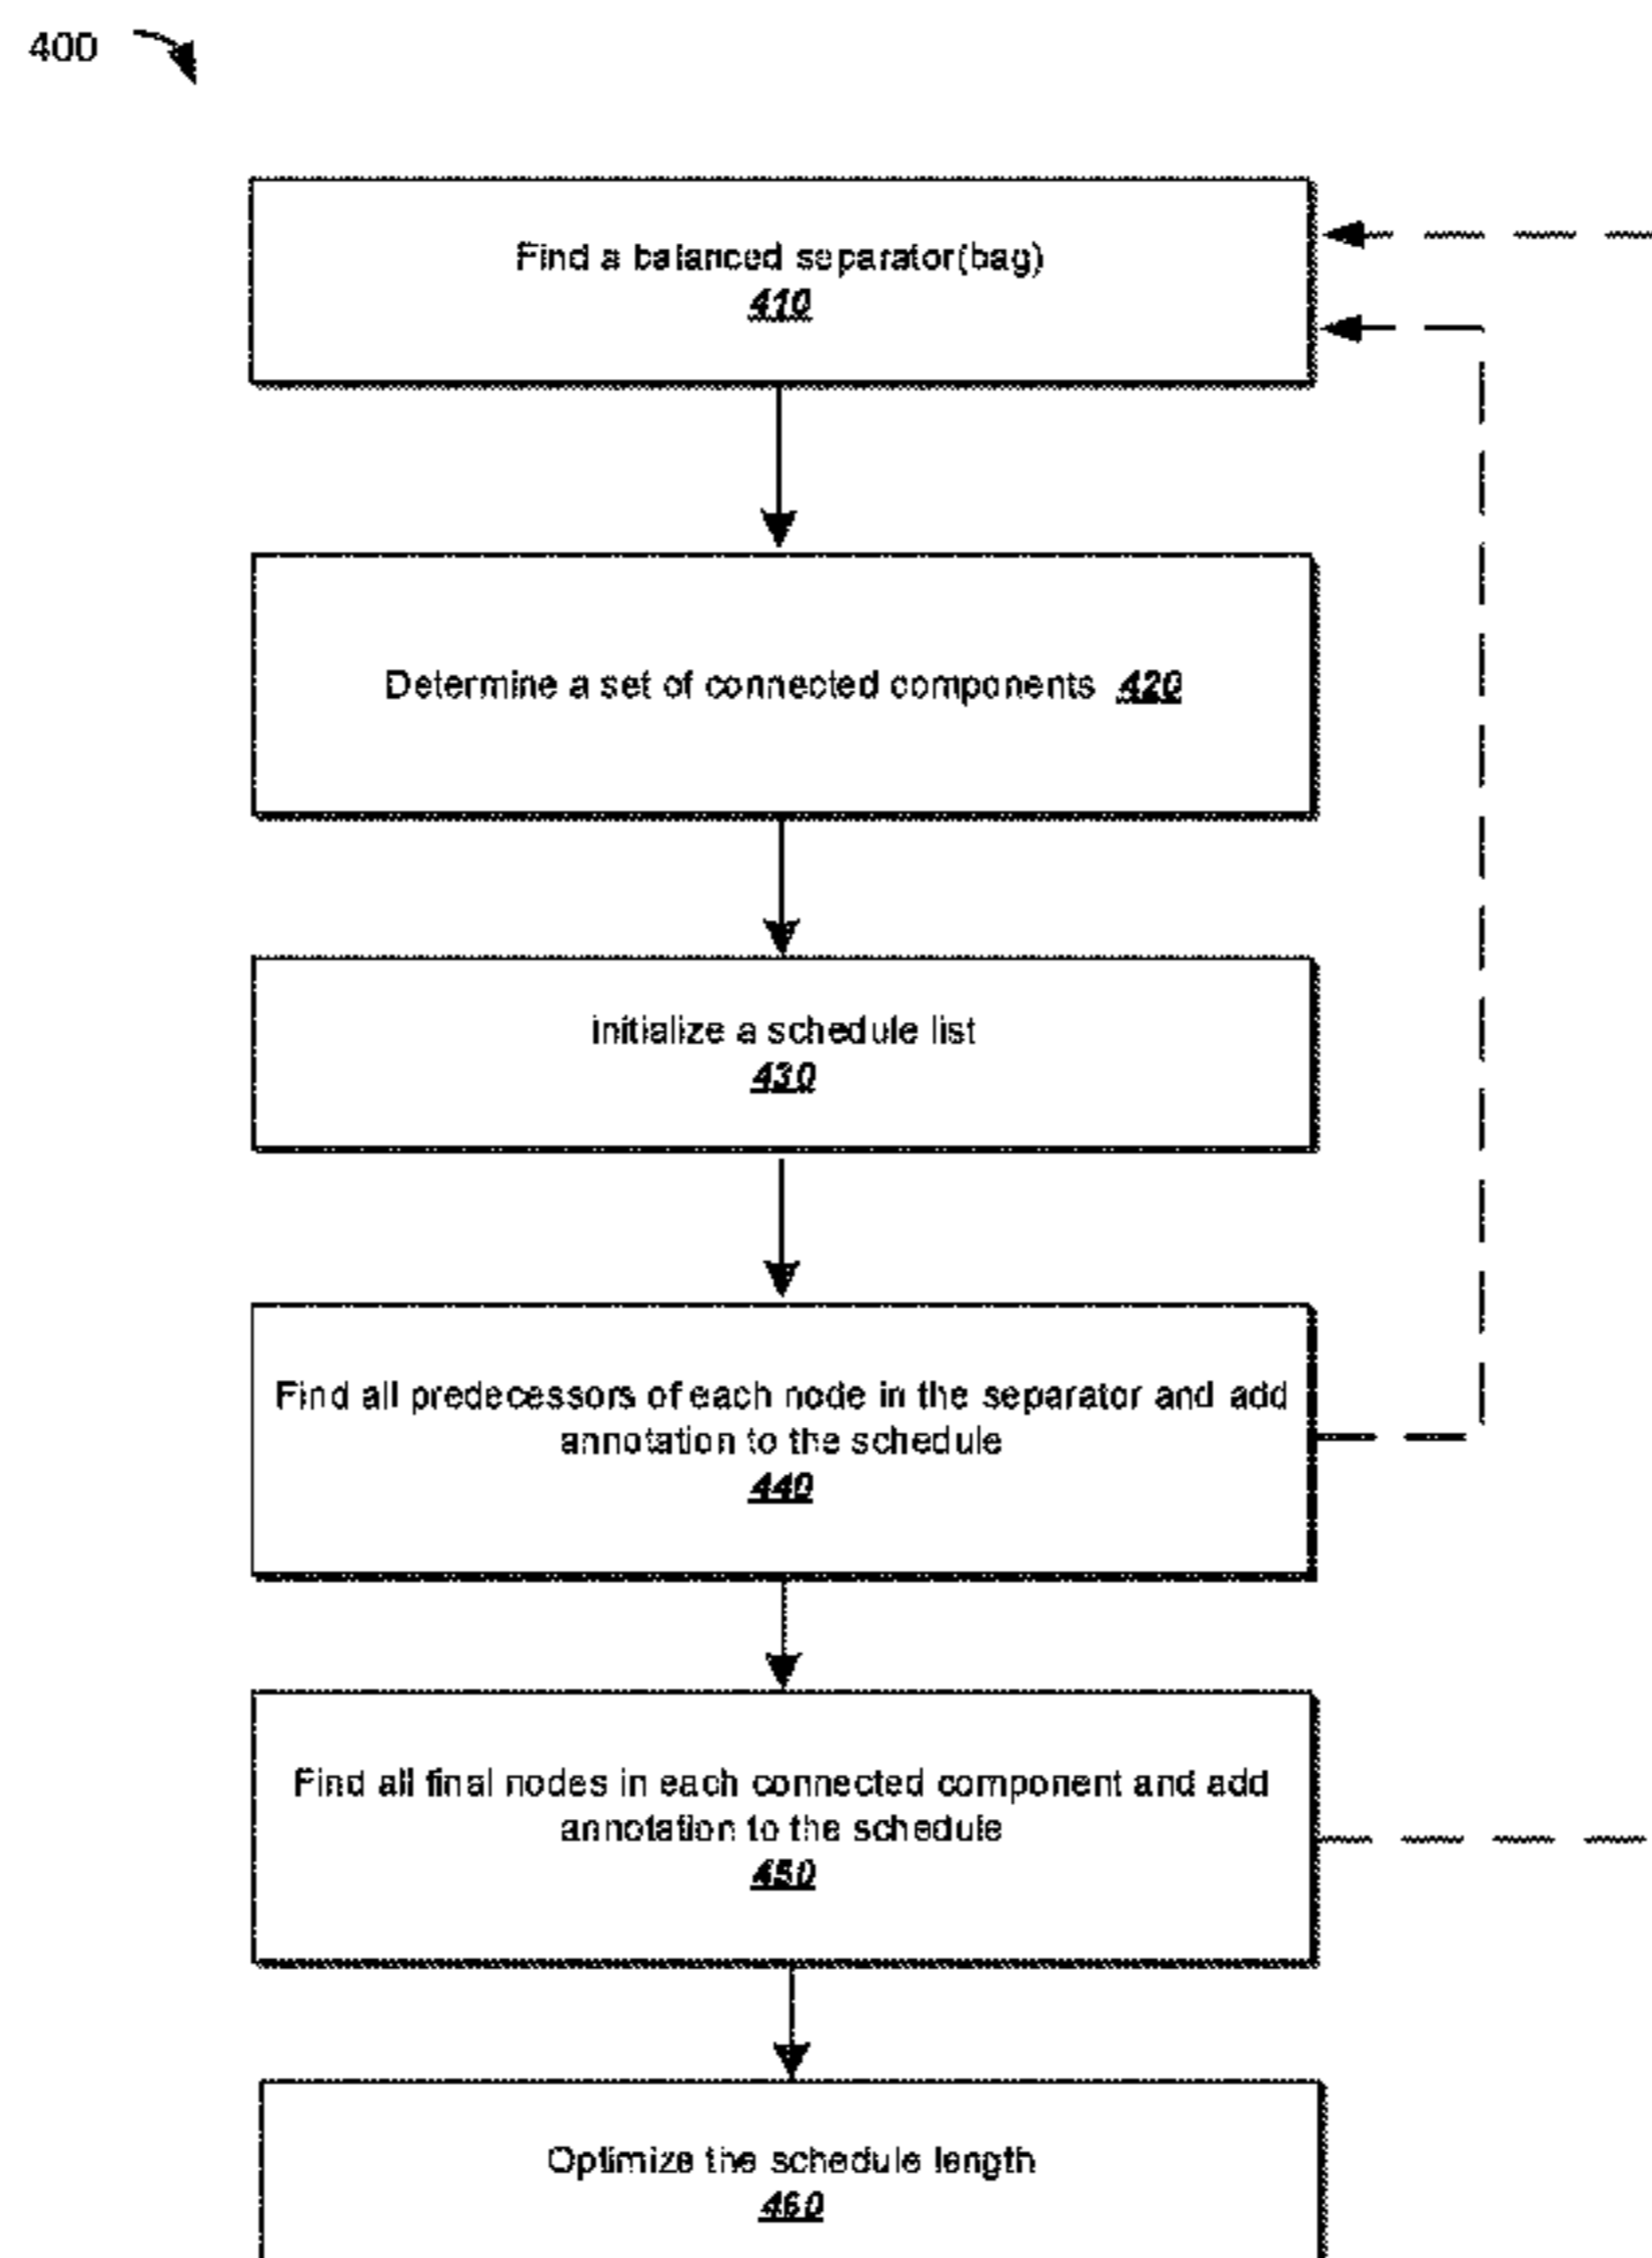 400
Find a balanced separator(bag)
410
Determine a set of connected components 420
Initialize a schedule list
430
Find all predecessors of each node in the separator and add
annotation to the schedule
440
Find all final nodes in each connected component and add
annotation to the schedule
450
Optimize the schedule length
460